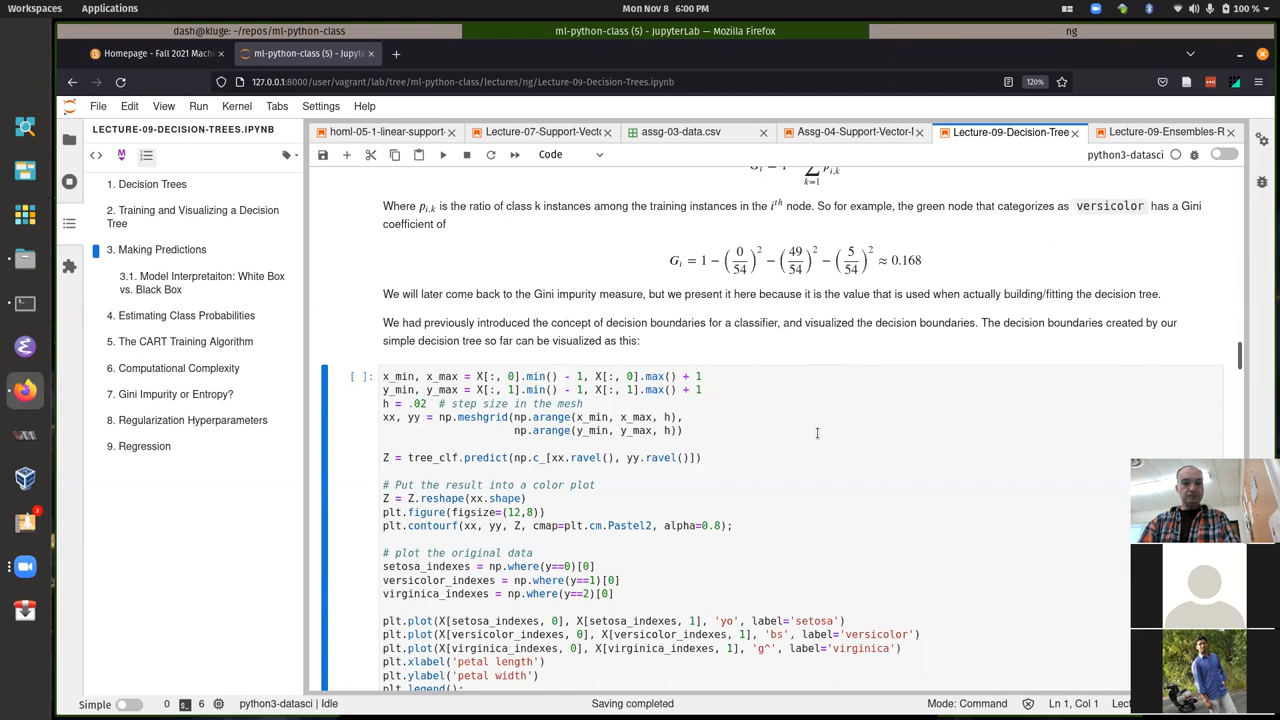 Workspaces Applications Mon Nov 8 6:00 PM 100 %
dash@kluge: ~/repos/ml-python-class ml-python-class (5) - JupyterLab — Mozilla Firefox ng
Homepage - Fall 2021 Machi ml-python-class (5) - Jupyte
127.0.0.1:8000/user/vagrant/lab/tree/ml-python-class/lectures/ng/Lecture-09-Decision-Trees.ipynb 120%
File Edit View Run Kernel Tabs Settings Help
LECTURE-09-DECISION-TREES.IPYNB
homl-05-1-linear-support- Lecture-07-Support-Vecto assg-03-data.csv Assg-04-Support-Vector-I Lecture-09-Decision-Tree Lecture-09-Ensembles-R
Code python3-datasci
1. Decision Trees
2. Training and Visualizing a Decision
Tree
3. Making Predictions
3.1. Model Interpretaiton: White Box
vs. Black Box
4. Estimating Class Probabilities
5. The CART Training Algorithm
6. Computational Complexity
7. Gini Impurity or Entropy?
8. Regularization Hyperparameters
9. Regression
k=1
Where p_{i,k} is the ratio of class k instances among the training instances in the i^{th} node. So for example, the green node that categorizes as versicolor has a Gini
coefficient of
G_i = 1 − (0/54)^2 − (49/54)^2 − (5/54)^2 ≈ 0.168
We will later come back to the Gini impurity measure, but we present it here because it is the value that is used when actually building/fitting the decision tree.
We had previously introduced the concept of decision boundaries for a classifier, and visualized the decision boundaries. The decision boundaries created by our
simple decision tree so far can be visualized as this:
[ ]: x_min, x_max = X[:, 0].min() - 1, X[:, 0].max() + 1
y_min, y_max = X[:, 1].min() - 1, X[:, 1].max() + 1
h = .02 # step size in the mesh
xx, yy = np.meshgrid(np.arange(x_min, x_max, h),
np.arange(y_min, y_max, h))
Z = tree_clf.predict(np.c_[xx.ravel(), yy.ravel()])
# Put the result into a color plot
Z = Z.reshape(xx.shape)
plt.figure(figsize=(12,8))
plt.contourf(xx, yy, Z, cmap=plt.cm.Pastel2, alpha=0.8);
# plot the original data
setosa_indexes = np.where(y==0)[0]
versicolor_indexes = np.where(y==1)[0]
virginica_indexes = np.where(y==2)[0]
plt.plot(X[setosa_indexes, 0], X[setosa_indexes, 1], 'yo', label='setosa')
plt.plot(X[versicolor_indexes, 0], X[versicolor_indexes, 1], 'bs', label='versicolor')
plt.plot(X[virginica_indexes, 0], X[virginica_indexes, 1], 'g^', label='virginica')
plt.xlabel('petal length')
plt.ylabel('petal width')
plt.legend();
Simple 0 6 python3-datasci | Idle Saving completed Mode: Command Ln 1, Col 1 Lect